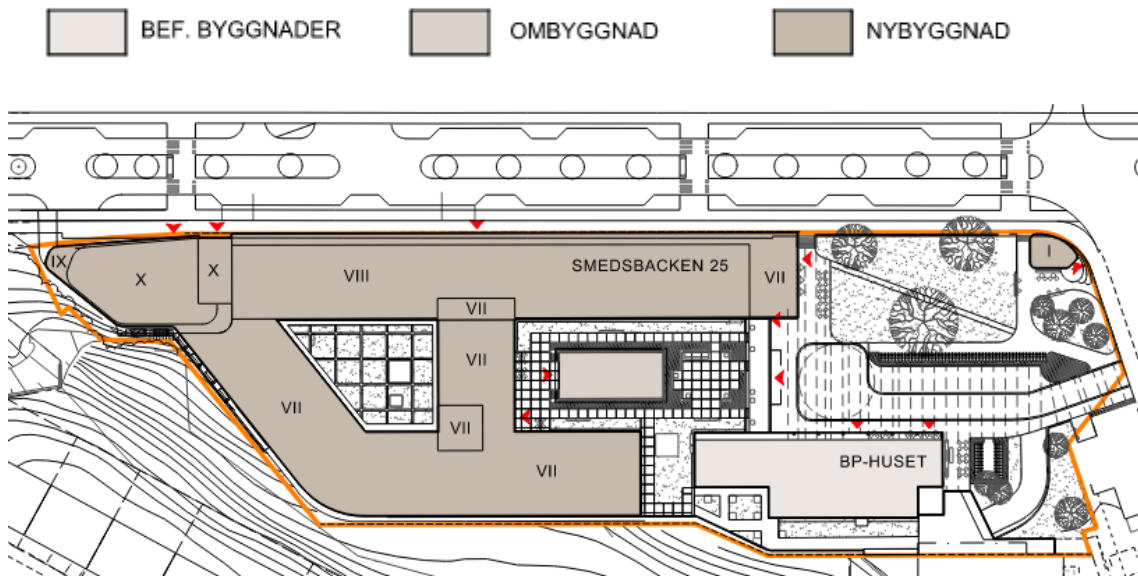 BEF. BYGGNADER OMBYGGNAD NYBYGGNAD
IX X X VIII SMEDSBACKEN 25 VII I
VII
VII
VII VII
VII BP-HUSET